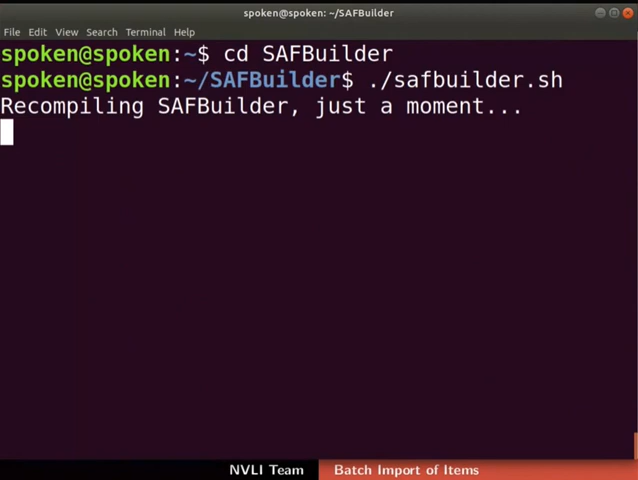 spoken@spoken: ~/SAFBuilder
File Edit View Search Terminal Help
spoken@spoken:~$ cd SAFBuilder
spoken@spoken:~/SAFBuilder$ ./safbuilder.sh
Recompiling SAFBuilder, just a moment...
NVLI Team Batch Import of Items